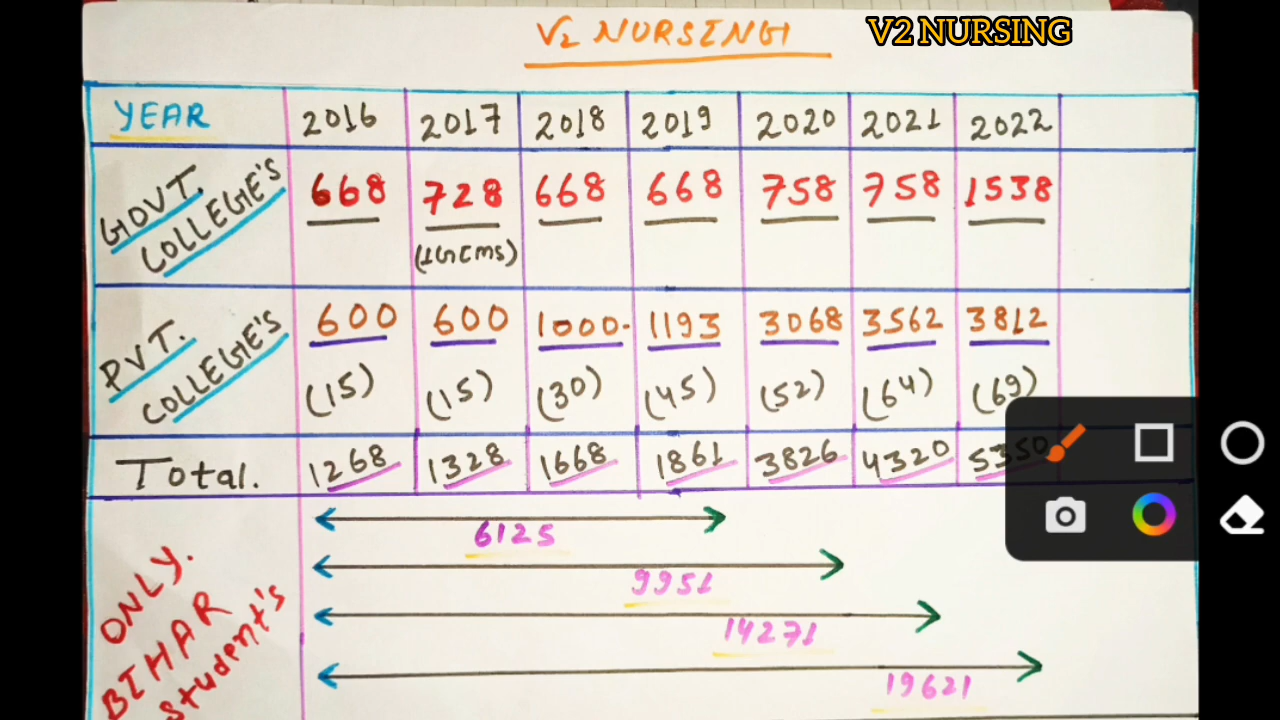 V2 NURSING
V2 NURSING
YEAR 2016 2017 2018 2019 2020 2021 2022
GOVT. COLLEGE'S 668 728 668 668 758 758 1538
(IGIMS)
PVT. COLLEGE'S 600 600 1000. 1193 3068 3562 3812
(15) (15) (30) (45) (52) (64) (69)
Total. 1268 1328 1668 1861 3826 4320 5350
6125
9951
14271
19621
ONLY.
BIHAR
Student's